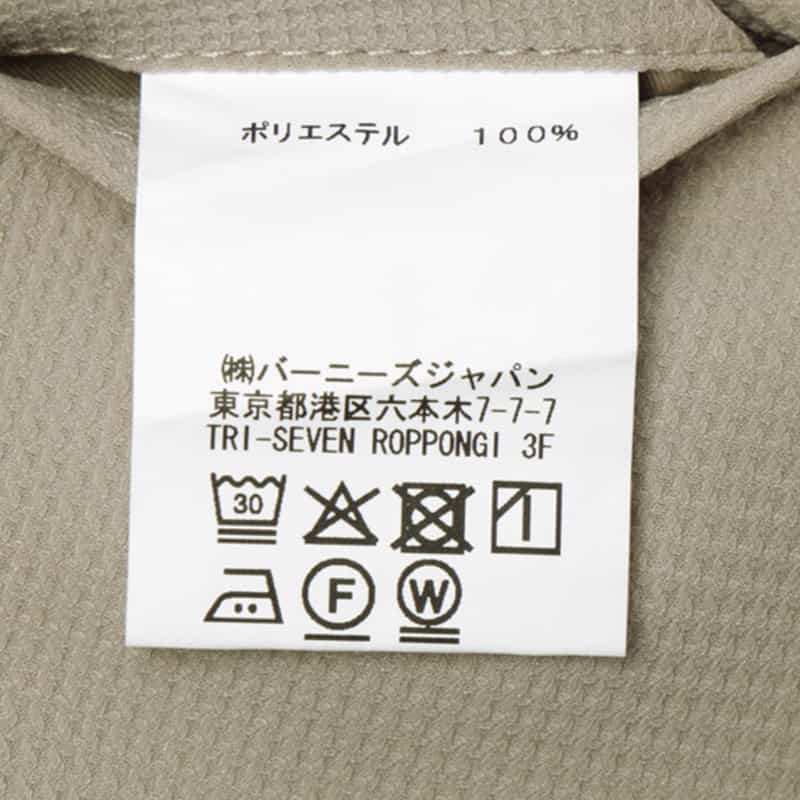 ポリエステル １００％
㈱バーニーズジャパン
東京都港区六本木7-7-7
TRI-SEVEN ROPPONGI 3F
30
F W